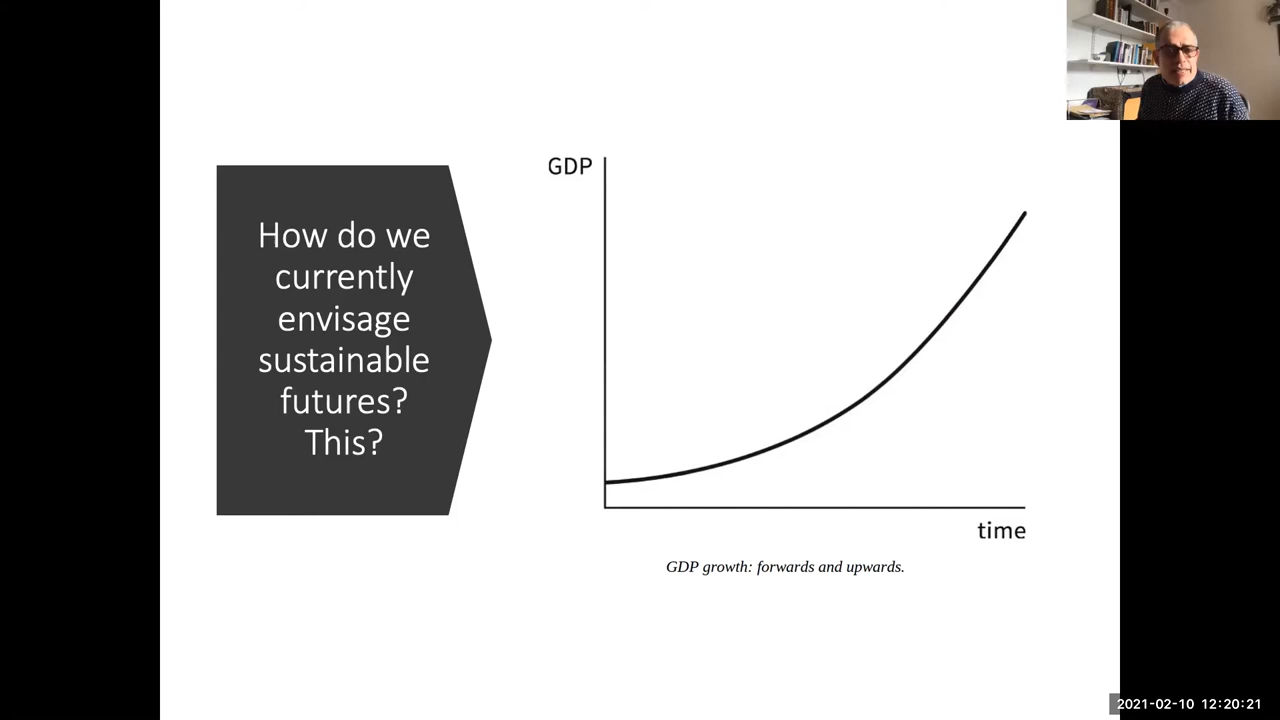 How do we
currently
envisage
sustainable
futures?
This?
GDP
time
GDP growth: forwards and upwards.
2021-02-10 12:20:21